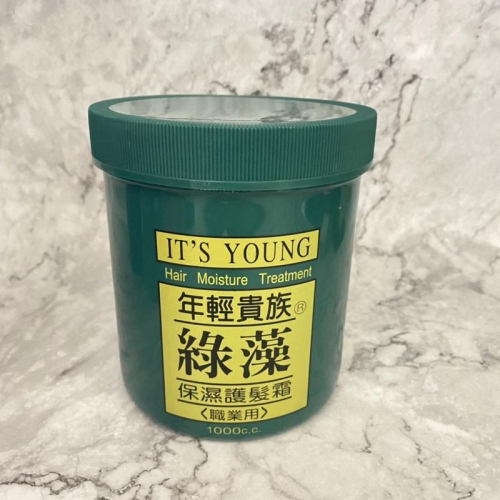 IT'S YOUNG
Hair Moisture Treatment
年輕貴族®
綠藻
保濕護髮霜
〈職業用〉
1000c.c.